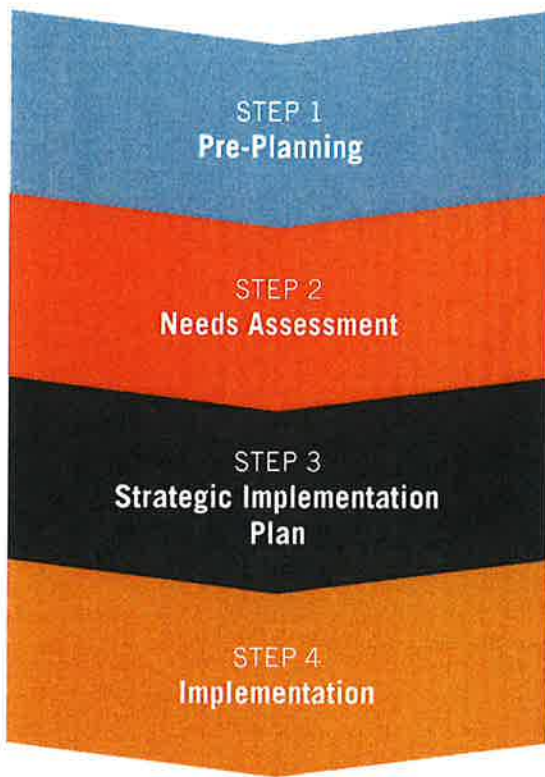 STEP 1
Pre-Planning
STEP 2
Needs Assessment
STEP 3
Strategic Implementation
Plan
STEP 4
Implementation